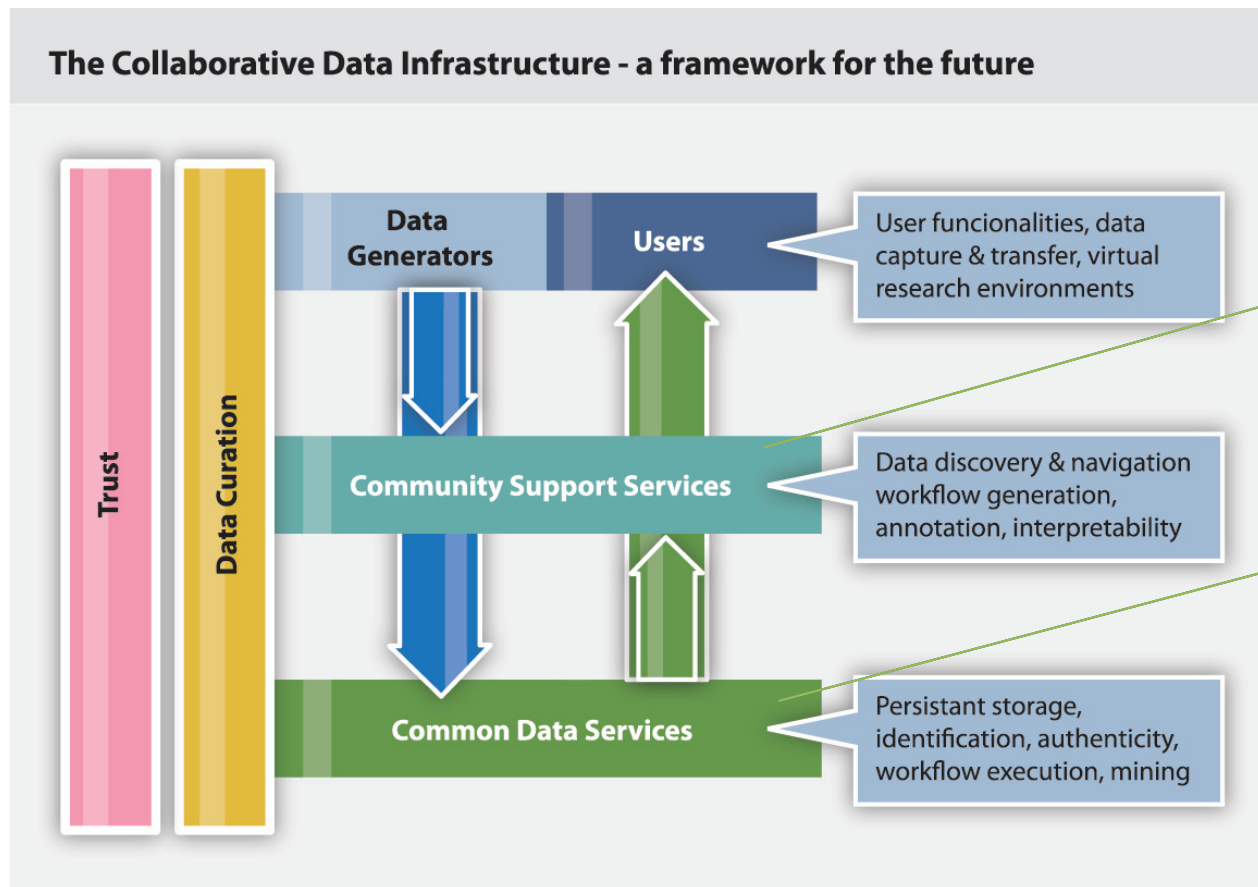 The Collaborative Data Infrastructure - a framework for the future
Trust
Data Curation
Data
Generators
Users
User funcionalities, data
capture & transfer, virtual
research environments
Community Support Services
Data discovery & navigation
workflow generation,
annotation, interpretability
Common Data Services
Persistant storage,
identification, authenticity,
workflow execution, mining